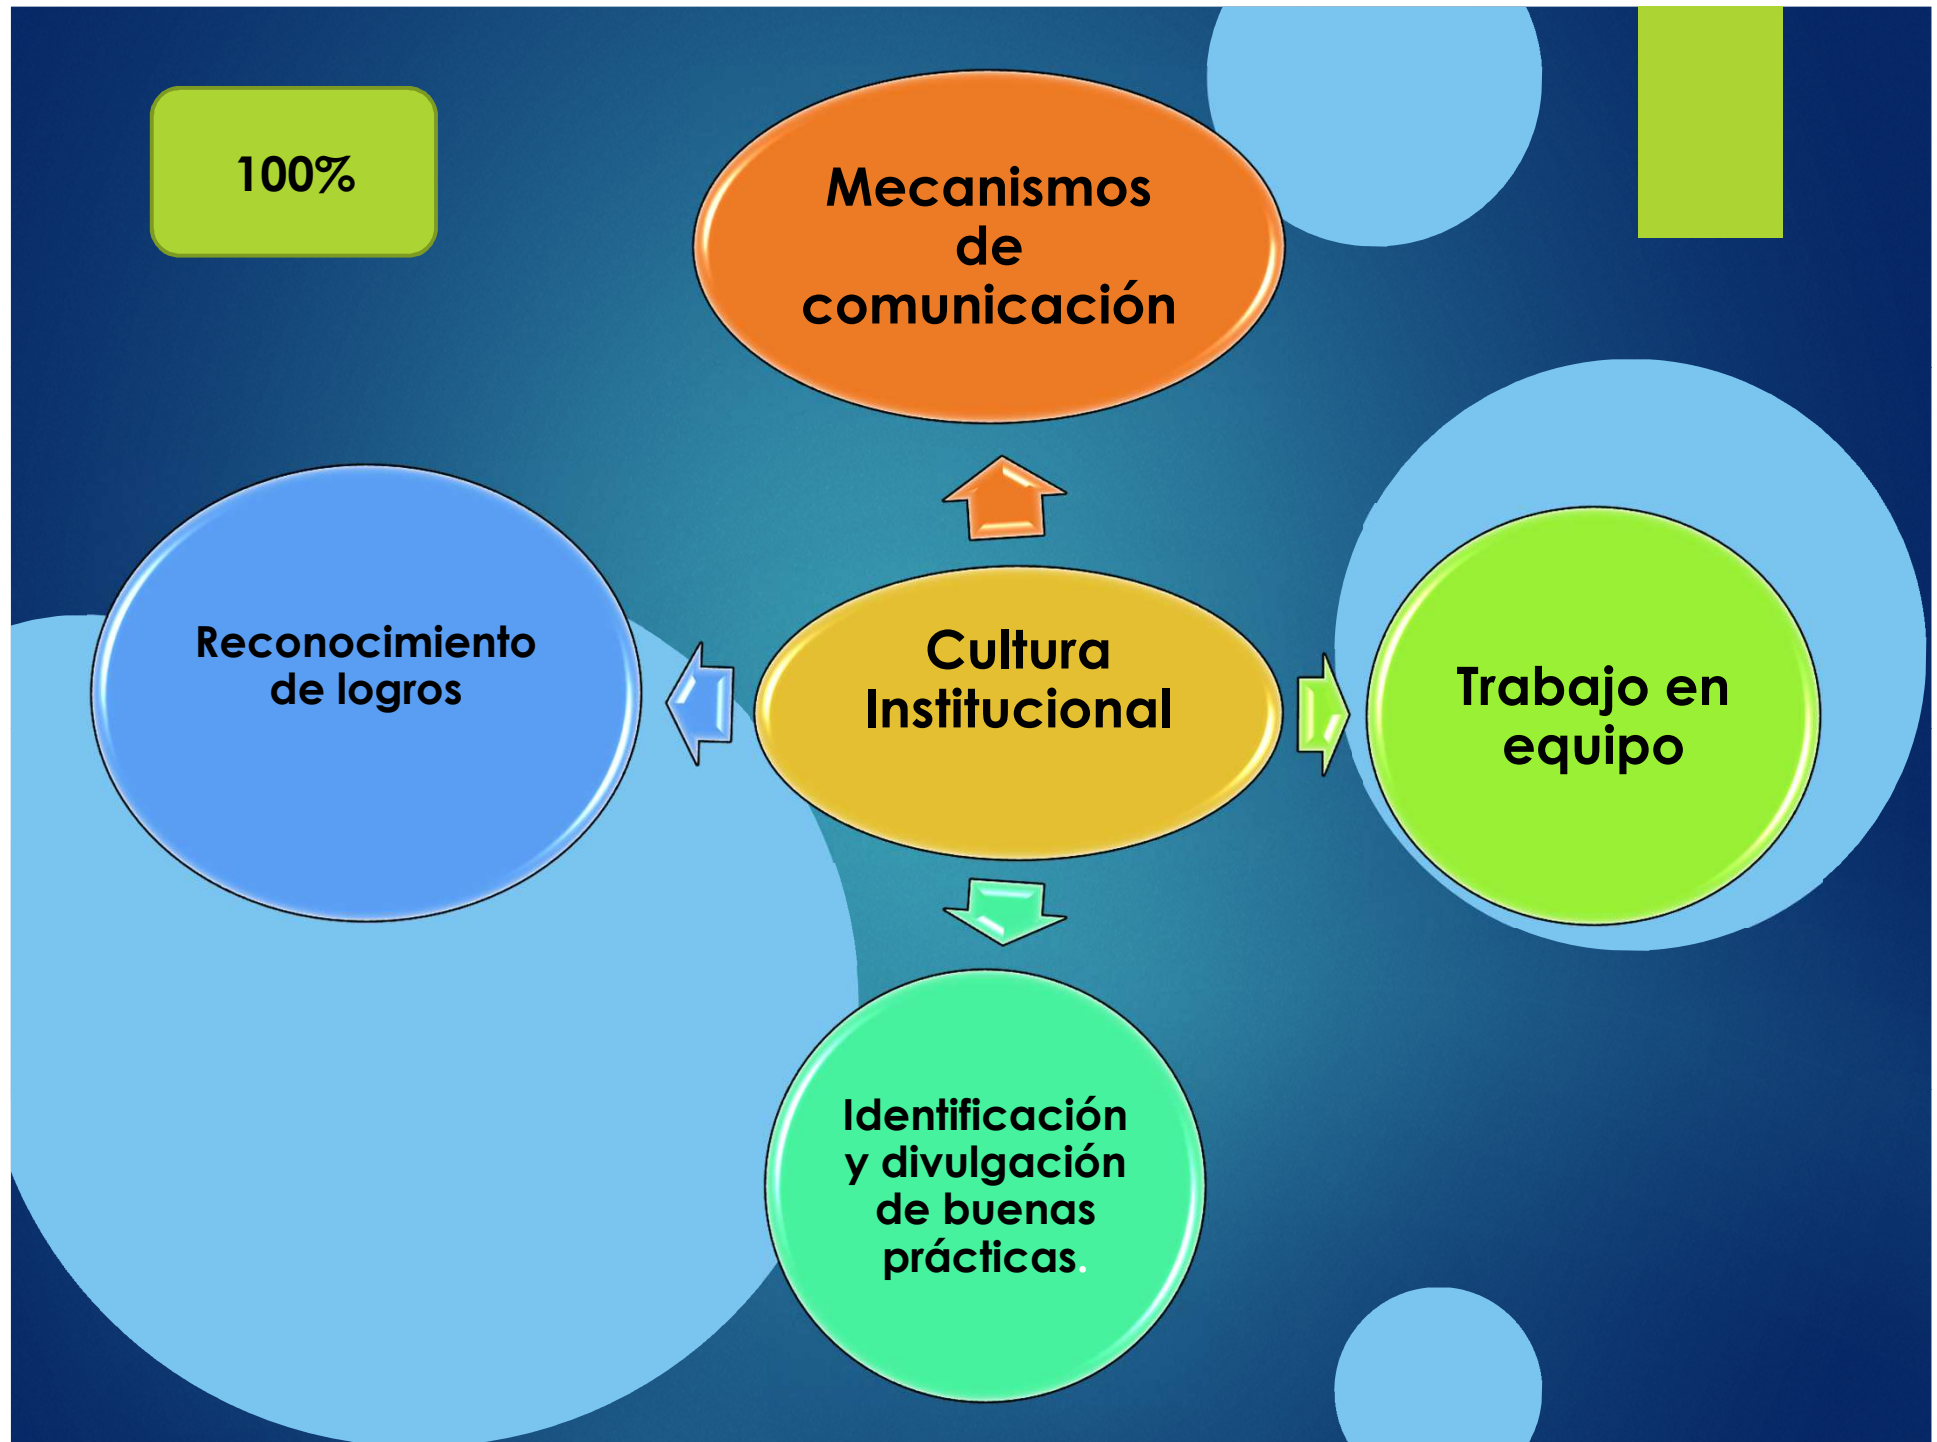 100%
Mecanismos
de
comunicación
Reconocimiento
de logros
Cultura
Institucional
Trabajo en
equipo
Identificación
y divulgación
de buenas
prácticas.